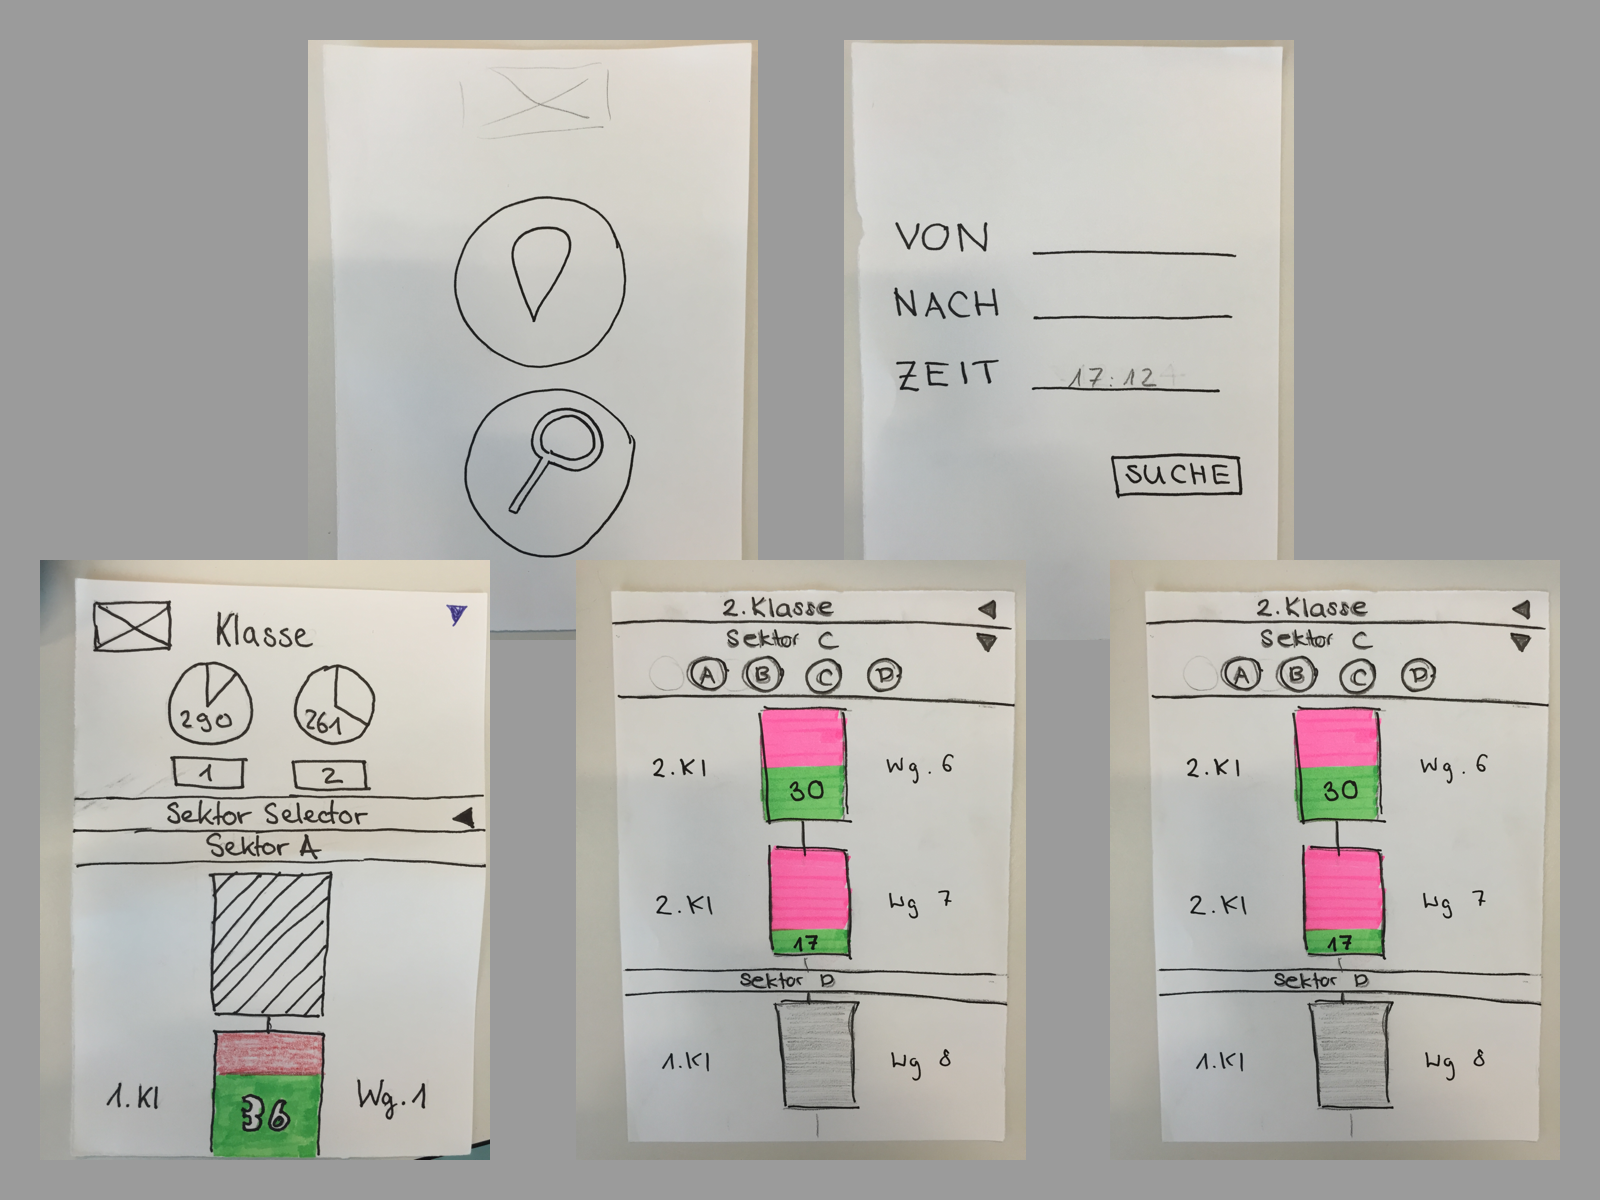 VON
NACH
ZEIT 17:12
SUCHE
Klasse
290 261
1 2
Sektor Selector
Sektor A
1.Kl 36 Wg.1
2.Klasse
Sektor C
A B C D
2.Kl 30 Wg.6
2.Kl 17 Wg 7
Sektor D
1.Kl Wg 8
2.Klasse
Sektor C
A B C D
2.Kl 30 Wg.6
2.Kl 17 Wg 7
Sektor D
1.Kl Wg 8